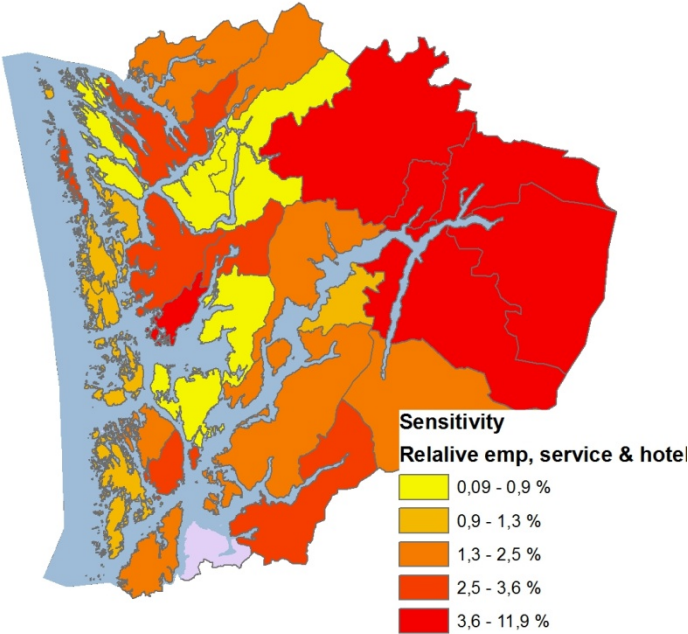 Sensitivity
Relalive emp, service & hotel
0,09 - 0,9 %
0,9 - 1,3 %
1,3 - 2,5 %
2,5 - 3,6 %
3,6 - 11,9 %